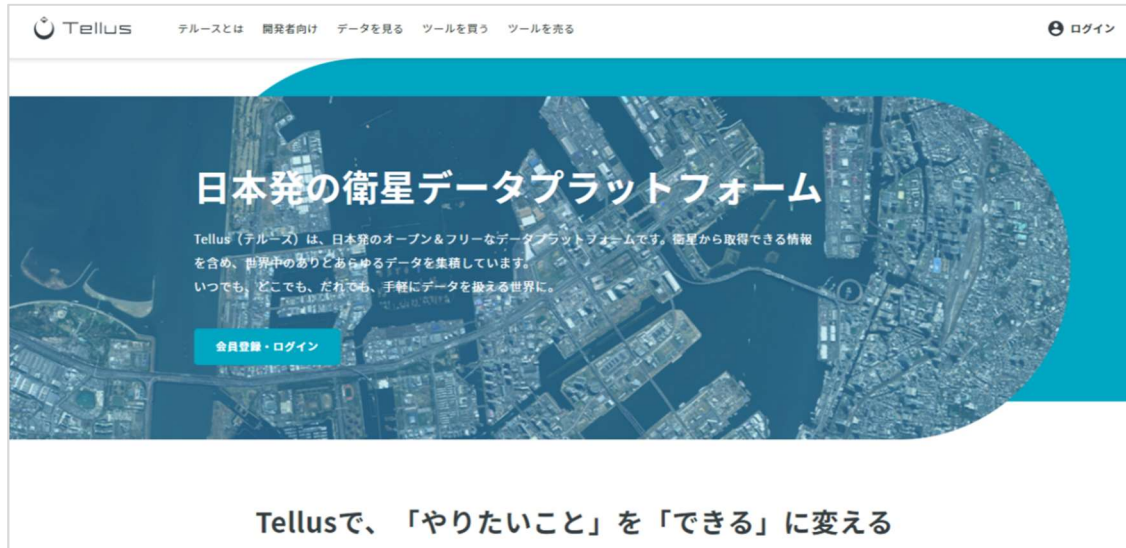 Tellus
テルースとは 開発者向け データを見る ツールを買う ツールを売る
ログイン
日本発の衛星データプラットフォーム
Tellus（テルース）は、日本発のオープン＆フリーなデータプラットフォームです。衛星から取得できる情報
を含め、世界中のありとあらゆるデータを集積しています。
いつでも、どこでも、だれでも、手軽にデータを扱える世界に。
会員登録・ログイン
Tellusで、「やりたいこと」を「できる」に変える